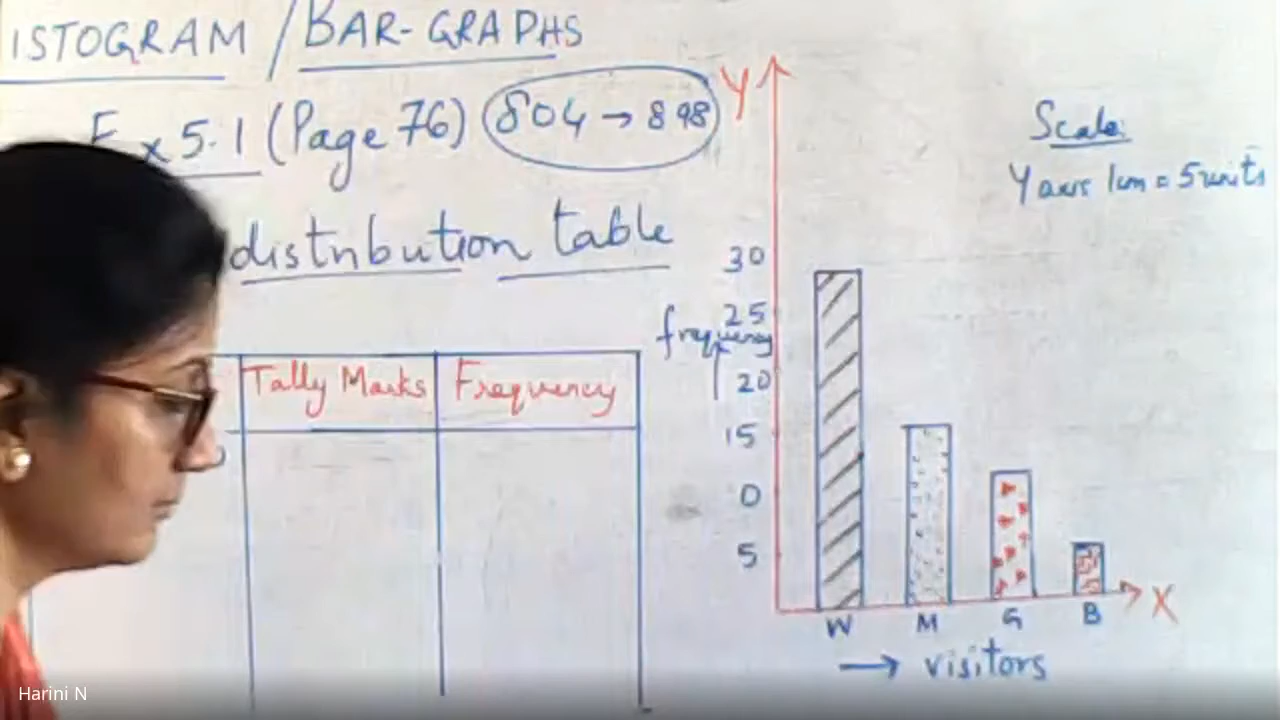 ISTOGRAM / BAR-GRAPHS
Ex 5.1 (Page 76) 804 → 898
distribution table
Tally Marks Frequency
Y
Scale:
Y axis 1cm = 5 units
30
25
frequency
20
15
0
5
W M G B X
→ visitors
Harini N